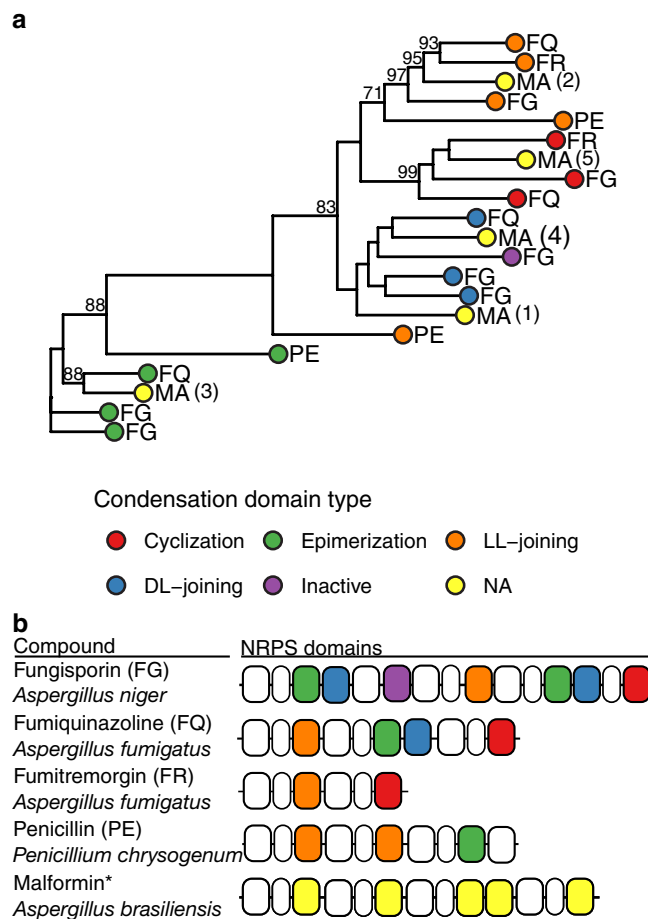 a
93
FQ
95
FR
97
MA (2)
71
FG
PE
FR
MA (5)
99
FG
FQ
83
FQ
MA (4)
FG
FG
FG
MA (1)
88
PE
PE
88
FQ
MA (3)
FG
FG
Condensation domain type
Cyclization Epimerization LL-joining
DL-joining Inactive NA
b
Compound NRPS domains
Fungisporin (FG)
Aspergillus niger
Fumiquinazoline (FQ)
Aspergillus fumigatus
Fumitremorgin (FR)
Aspergillus fumigatus
Penicillin (PE)
Penicillium chrysogenum
Malformin*
Aspergillus brasiliensis